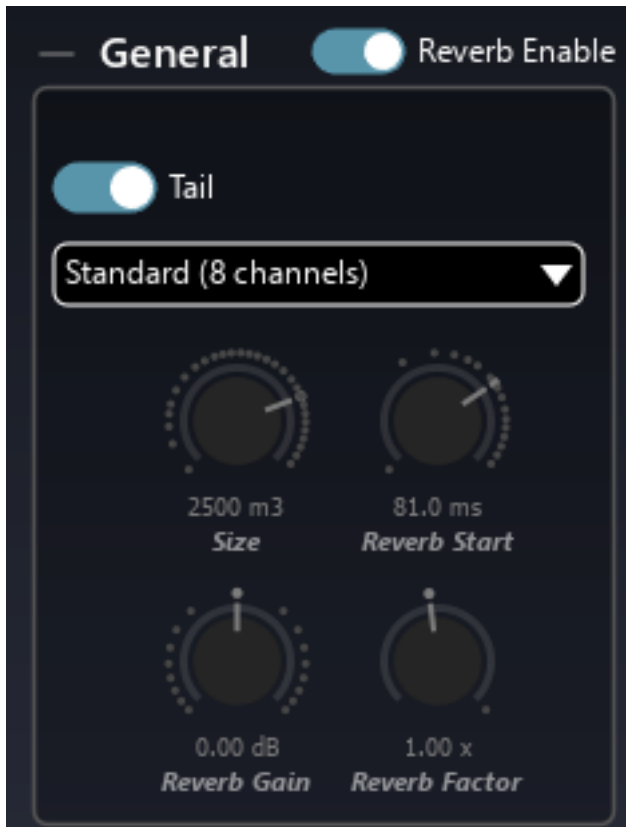 General
Reverb Enable
Tail
Standard (8 channels)
2500 m3
81.0 ms
Size
Reverb Start
0.00 dB
1.00 x
Reverb Gain
Reverb Factor